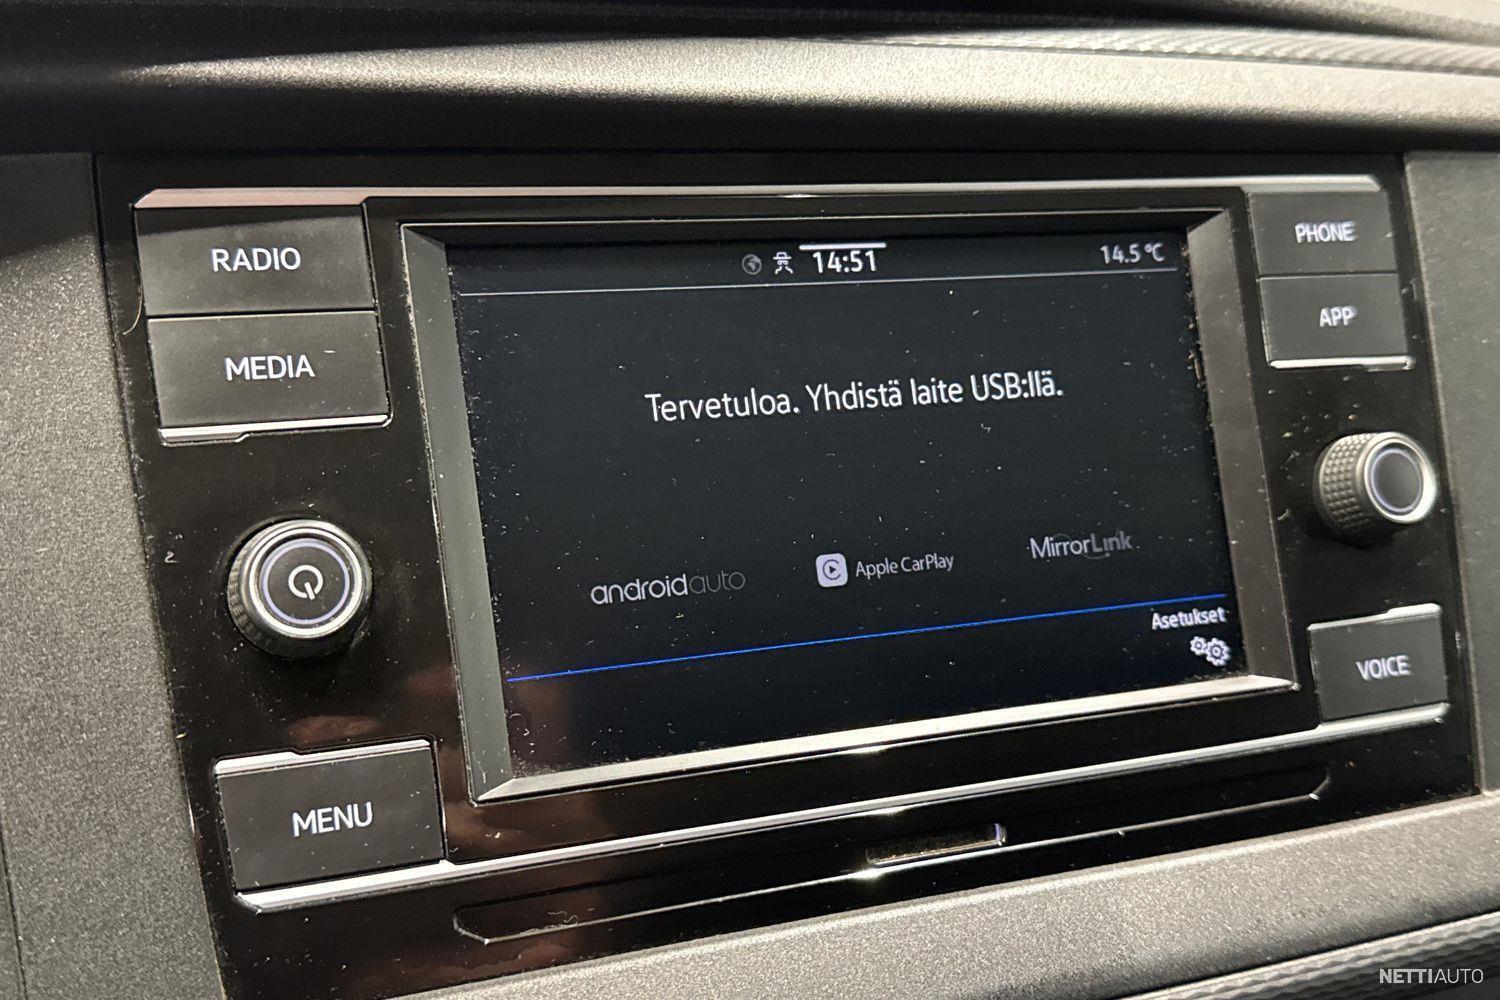 RADIO
MEDIA
MENU
14:51
14.5 °C
Tervetuloa. Yhdistä laite USB:llä.
androidauto
Apple CarPlay
MirrorLink
Asetukset
PHONE
APP
VOICE
NETTIAUTO